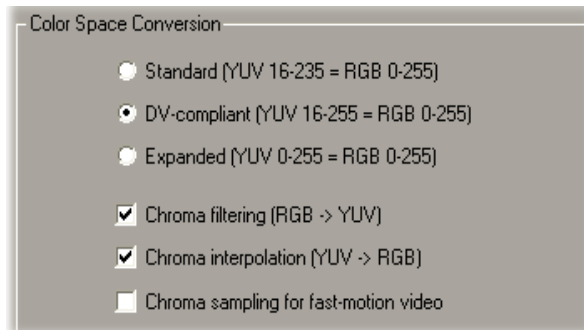 Color Space Conversion
Standard (YUV 16-235 = RGB 0-255)
DV-compliant (YUV 16-255 = RGB 0-255)
Expanded (YUV 0-255 = RGB 0-255)
Chroma filtering (RGB -> YUV)
Chroma interpolation (YUV -> RGB)
Chroma sampling for fast-motion video